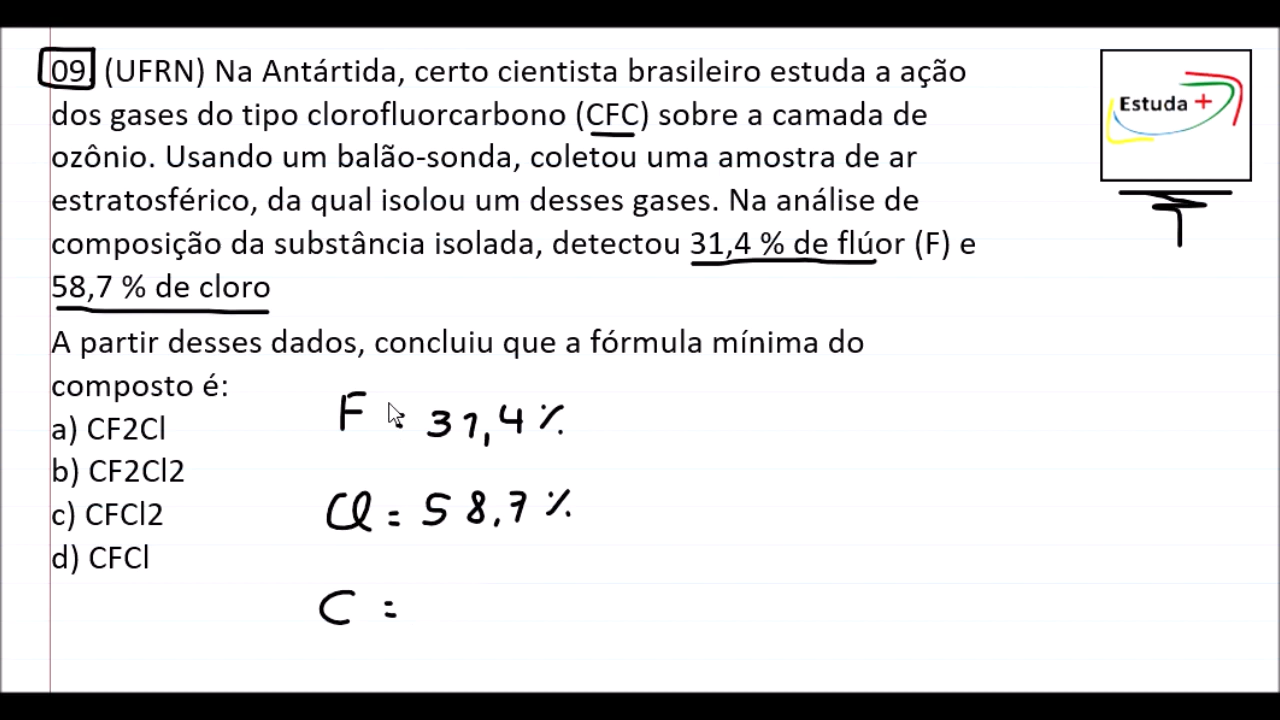 09. (UFRN) Na Antártida, certo cientista brasileiro estuda a ação
dos gases do tipo clorofluorcarbono (CFC) sobre a camada de
ozônio. Usando um balão-sonda, coletou uma amostra de ar
estratosférico, da qual isolou um desses gases. Na análise de
composição da substância isolada, detectou 31,4 % de flúor (F) e
58,7 % de cloro
A partir desses dados, concluiu que a fórmula mínima do
composto é:
a) CF2Cl
b) CF2Cl2
c) CFCl2
d) CFCl
Estuda +
F = 31,4 %
Cl = 58,7 %
C =